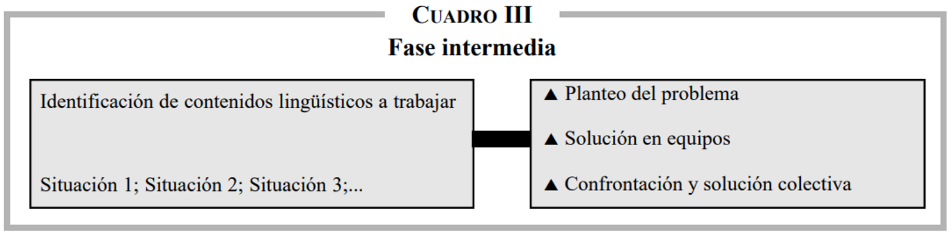 CUADRO III
Fase intermedia
Identificación de contenidos lingüísticos a trabajar
Situación 1; Situación 2; Situación 3;...
▲ Planteo del problema
▲ Solución en equipos
▲ Confrontación y solución colectiva